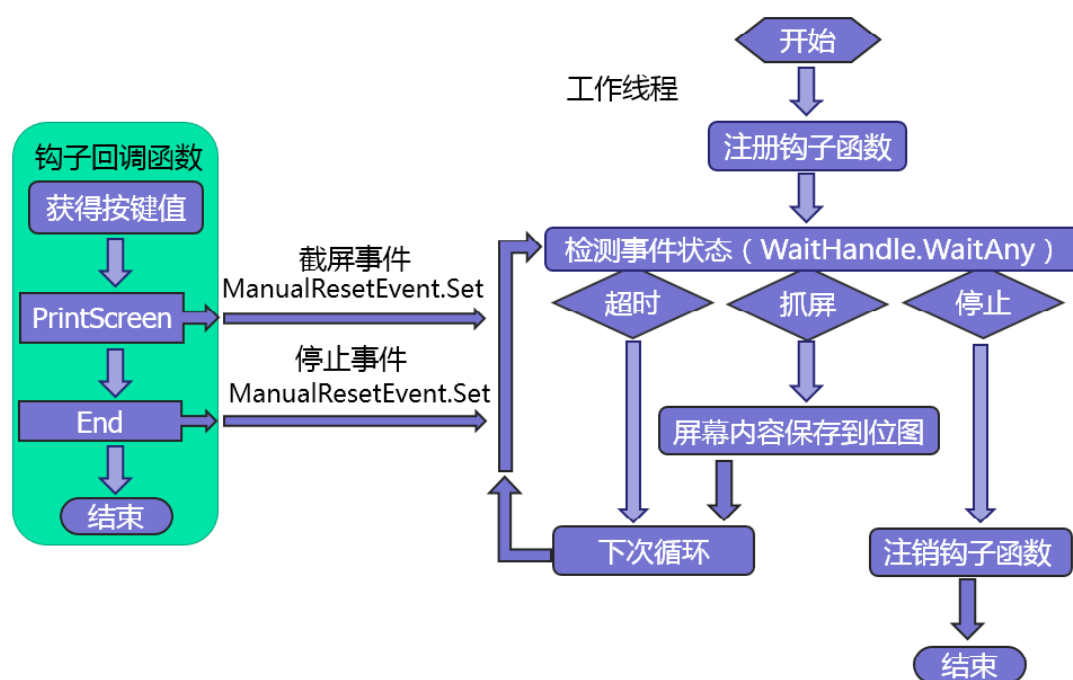 开始
工作线程
注册钩子函数
钩子回调函数
获得按键值
PrintScreen
End
结束
截屏事件
ManualResetEvent.Set
停止事件
ManualResetEvent.Set
检测事件状态（WaitHandle.WaitAny）
超时
抓屏
停止
屏幕内容保存到位图
下次循环
注销钩子函数
结束